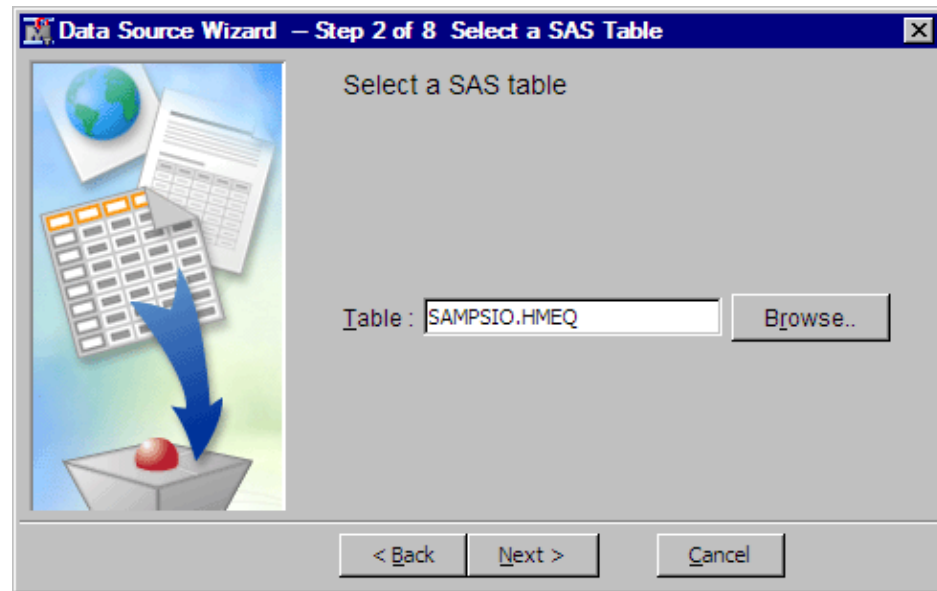 Data Source Wizard – Step 2 of 8 Select a SAS Table
Select a SAS table
Table : SAMPSIO.HMEQ Browse..
< Back Next > Cancel